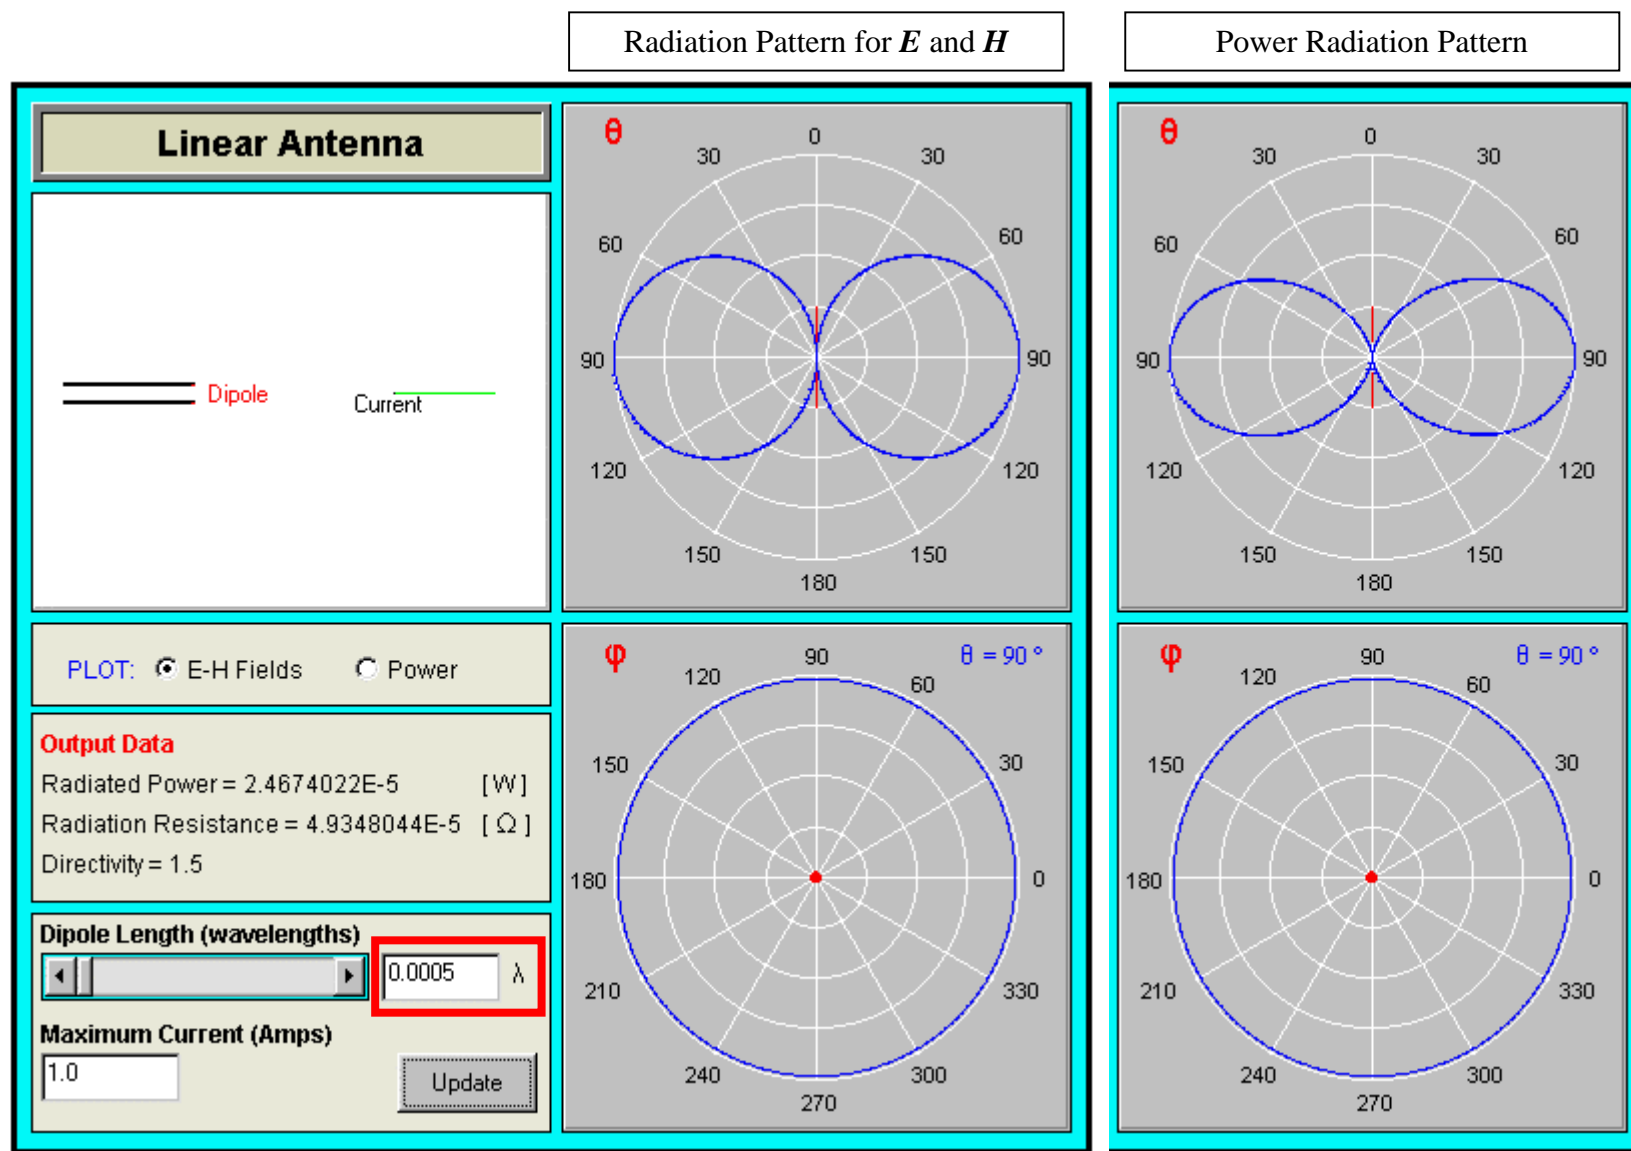 Radiation Pattern for E and H
Power Radiation Pattern
Linear Antenna
Dipole
Current
PLOT: E-H Fields Power
Output Data
Radiated Power = 2.4674022E-5 [ W ]
Radiation Resistance = 4.9348044E-5 [ Ω ]
Directivity = 1.5
Dipole Length (wavelengths)
0.0005 λ
Maximum Current (Amps)
1.0
Update
θ
0
30 30
60 60
90 90
120 120
150 150
180
θ
0
30 30
60 60
90 90
120 120
150 150
180
φ
90 θ = 90 °
120 60
150 30
180 0
210 330
240 300
270
φ
90 θ = 90 °
120 60
150 30
180 0
210 330
240 300
270